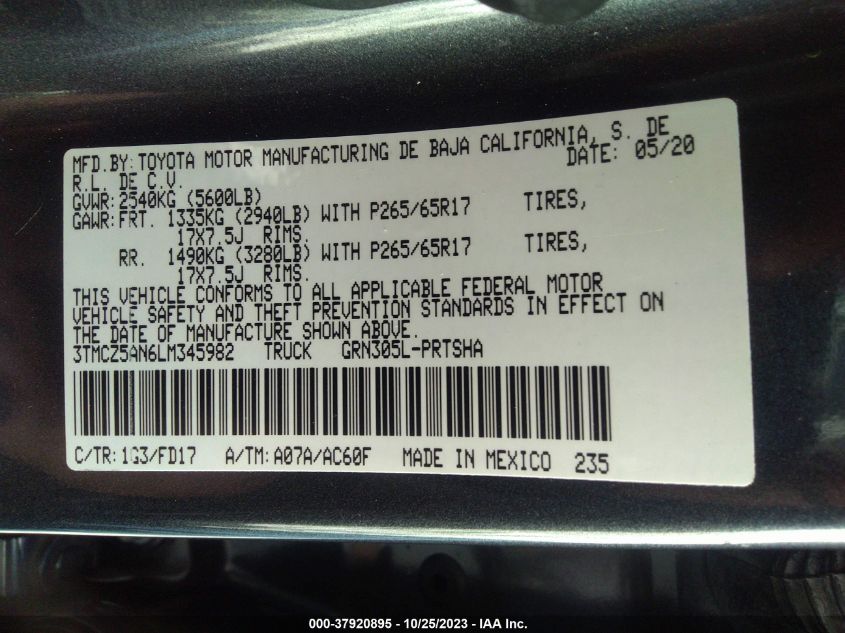 MFD.BY:TOYOTA MOTOR MANUFACTURING DE BAJA CALIFORNIA, S. DE
R.L. DE C.V. DATE: 05/20
GVWR:2540KG (5600LB)
GAWR:FRT. 1335KG (2940LB) WITH P265/65R17 TIRES,
17X7.5J RIMS.
RR. 1490KG (3280LB) WITH P265/65R17 TIRES,
17X7.5J RIMS.
THIS VEHICLE CONFORMS TO ALL APPLICABLE FEDERAL MOTOR
VEHICLE SAFETY AND THEFT PREVENTION STANDARDS IN EFFECT ON
THE DATE OF MANUFACTURE SHOWN ABOVE.
3TMCZ5AN6LM345982 TRUCK GRN305L-PRTSHA
C/TR:1G3/FD17 A/TM:A07A/AC60F MADE IN MEXICO 235
000-37920895 - 10/25/2023 - IAA Inc.